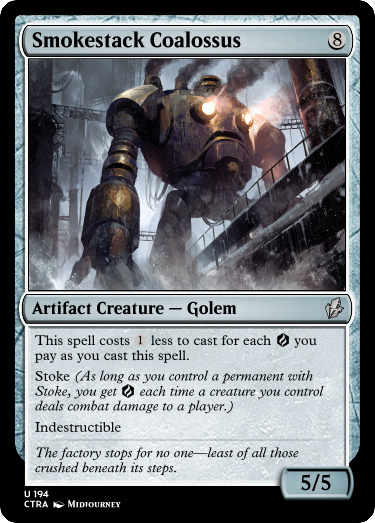 Smokestack Coalossus 8
Artifact Creature — Golem
This spell costs 1 less to cast for each you
pay as you cast this spell.
Stoke (As long as you control a permanent with
Stoke, you get each time a creature you control
deals combat damage to a player.)
Indestructible
The factory stops for no one—least of all those
crushed beneath its steps.
5/5
U 194
CTRA Midjourney